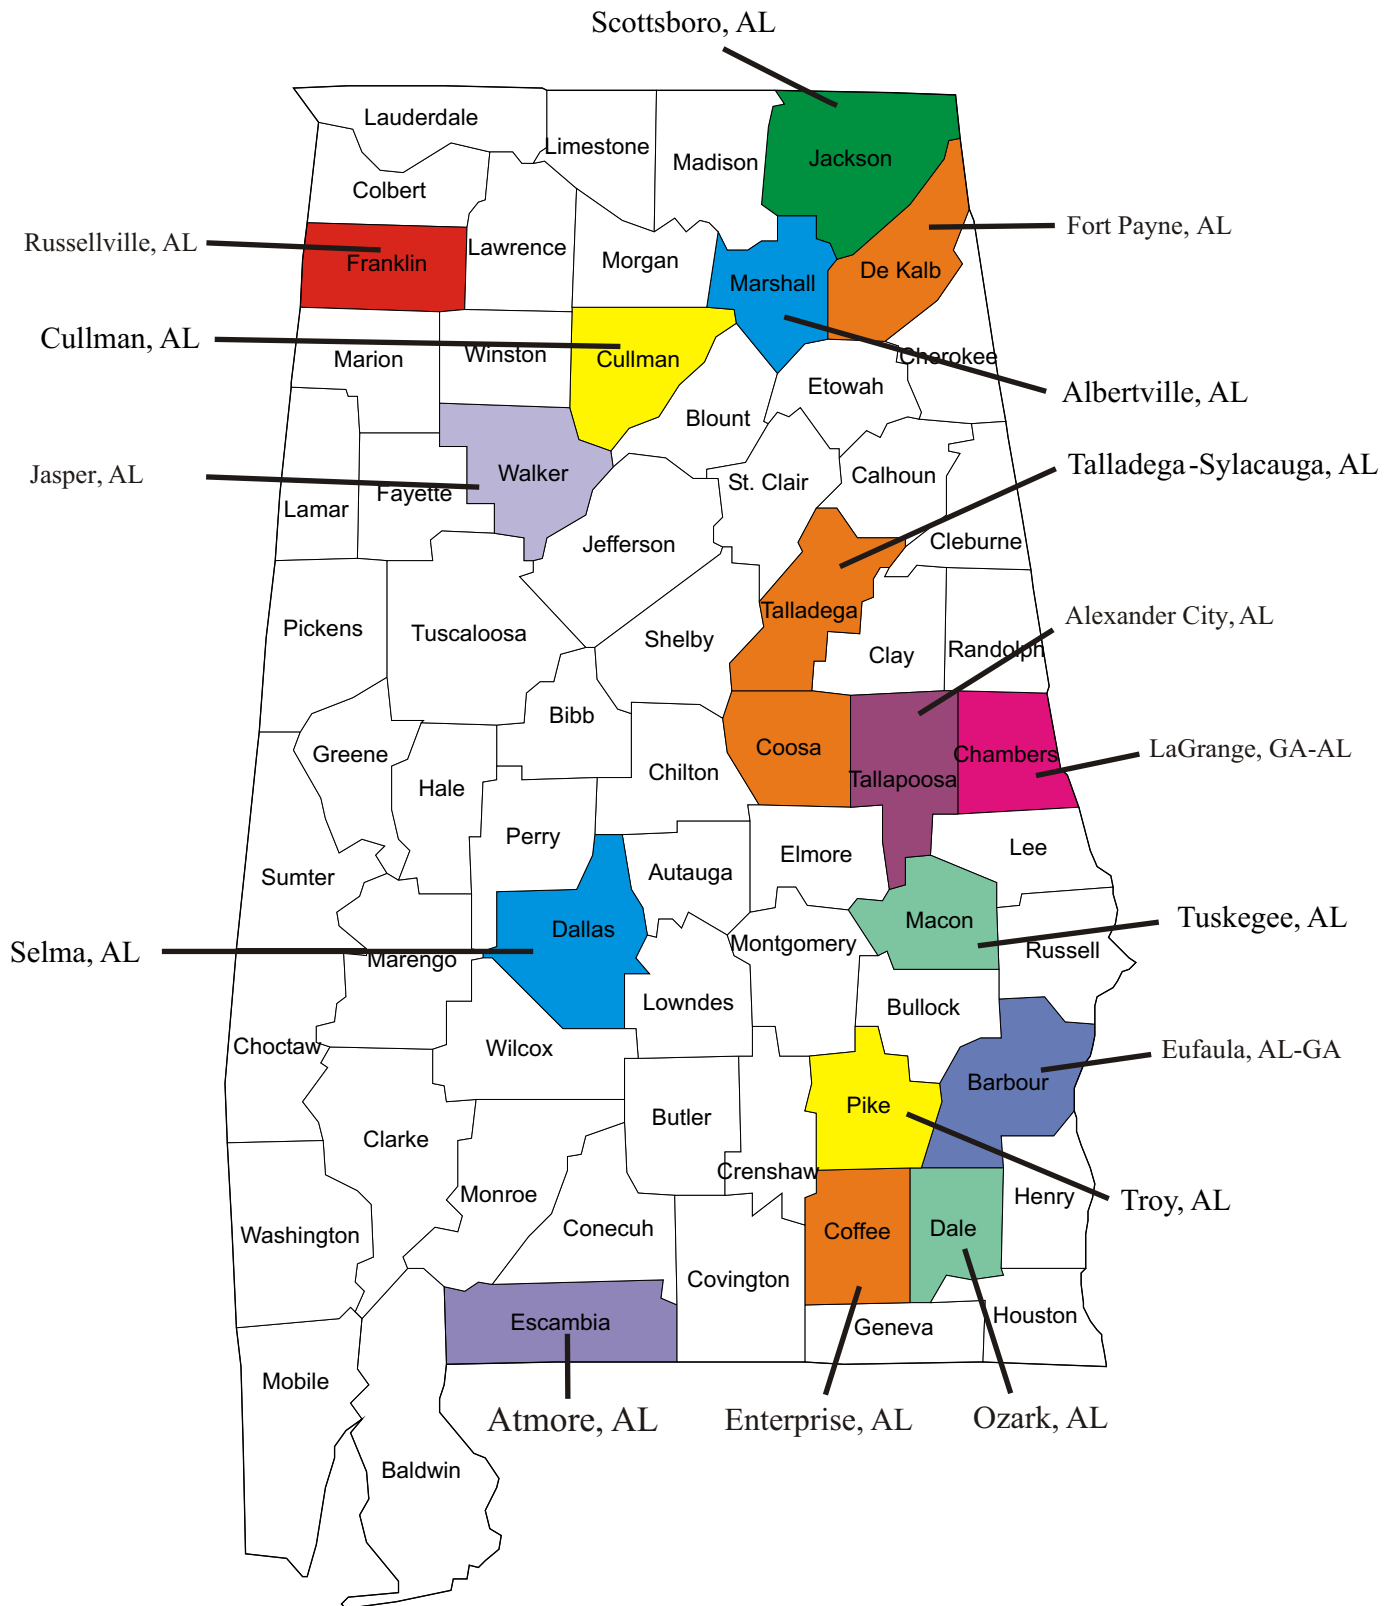 Scottsboro, AL
Lauderdale
Limestone
Madison
Jackson
Colbert
Russellville, AL
Franklin
Lawrence
Morgan
Marshall
De Kalb
Fort Payne, AL
Cullman, AL
Marion
Winston
Cullman
Cherokee
Etowah
Albertville, AL
Blount
Jasper, AL
Walker
Fayette
Lamar
St. Clair
Calhoun
Talladega-Sylacauga, AL
Jefferson
Cleburne
Talladega
Alexander City, AL
Pickens
Tuscaloosa
Shelby
Clay
Randolph
Bibb
Coosa
Greene
Chilton
Tallapoosa
Chambers
LaGrange, GA-AL
Hale
Perry
Elmore
Lee
Sumter
Autauga
Macon
Tuskegee, AL
Selma, AL
Dallas
Montgomery
Russell
Marengo
Lowndes
Bullock
Choctaw
Wilcox
Eufaula, AL-GA
Barbour
Pike
Butler
Clarke
Crenshaw
Monroe
Henry
Troy, AL
Washington
Conecuh
Coffee
Dale
Covington
Escambia
Geneva
Houston
Mobile
Atmore, AL
Enterprise, AL
Ozark, AL
Baldwin